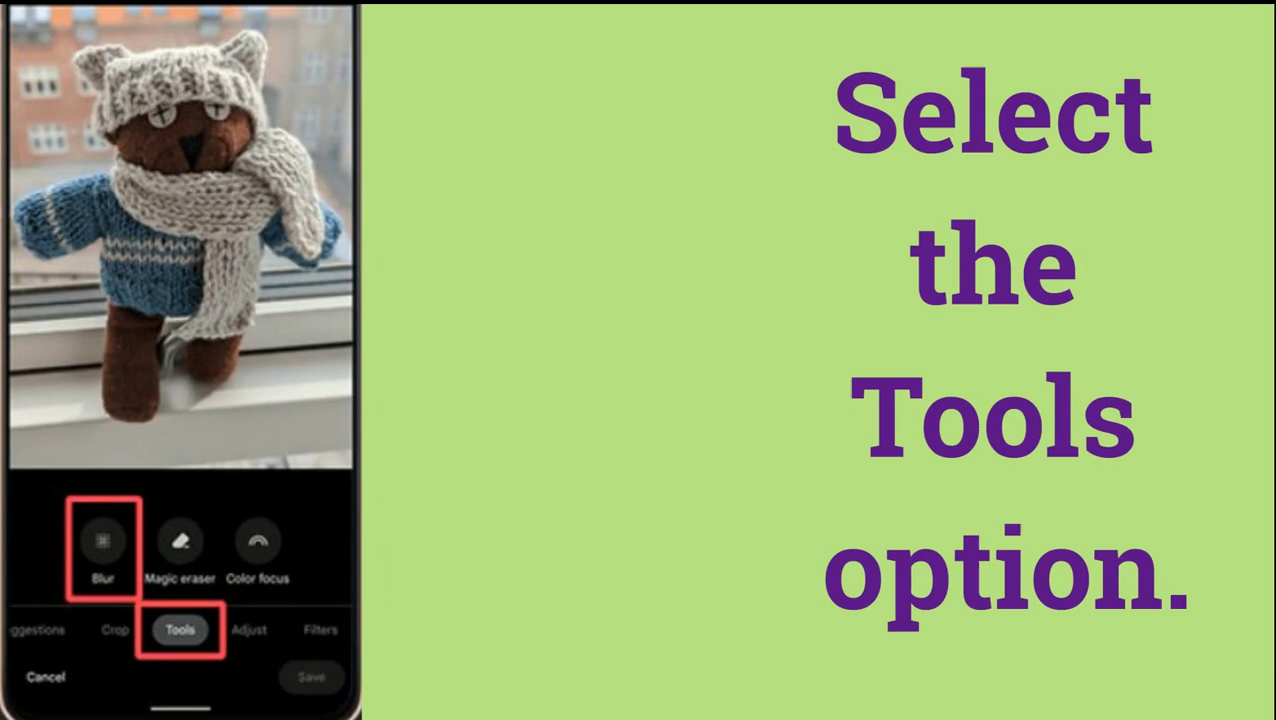 Select
the
Tools
option.
Blur Magic eraser Color focus
ggestions Crop Tools Adjust Filters
Cancel Save